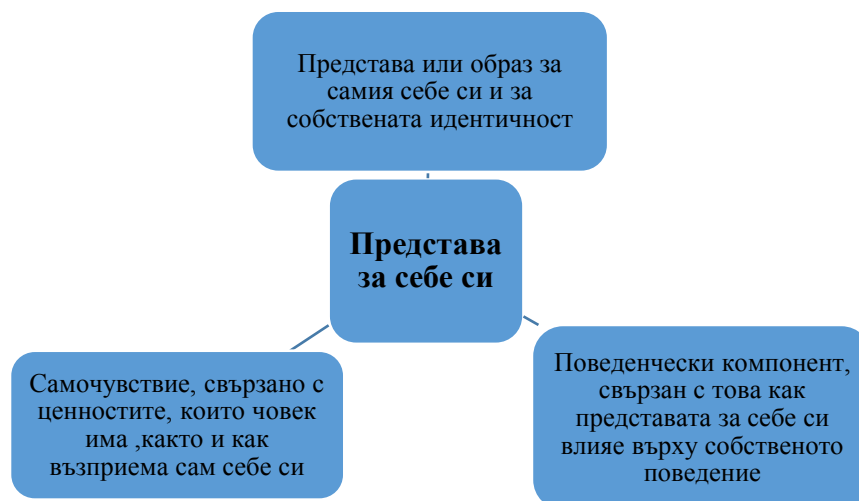 Представа или образ за
самия себе си и за
собствената идентичност
Представа
за себе си
Самочувствие, свързано с
ценностите, които човек
има ,както и как
възприема сам себе си
Поведенчески компонент,
свързан с това как
представата за себе си
влияе върху собственото
поведение